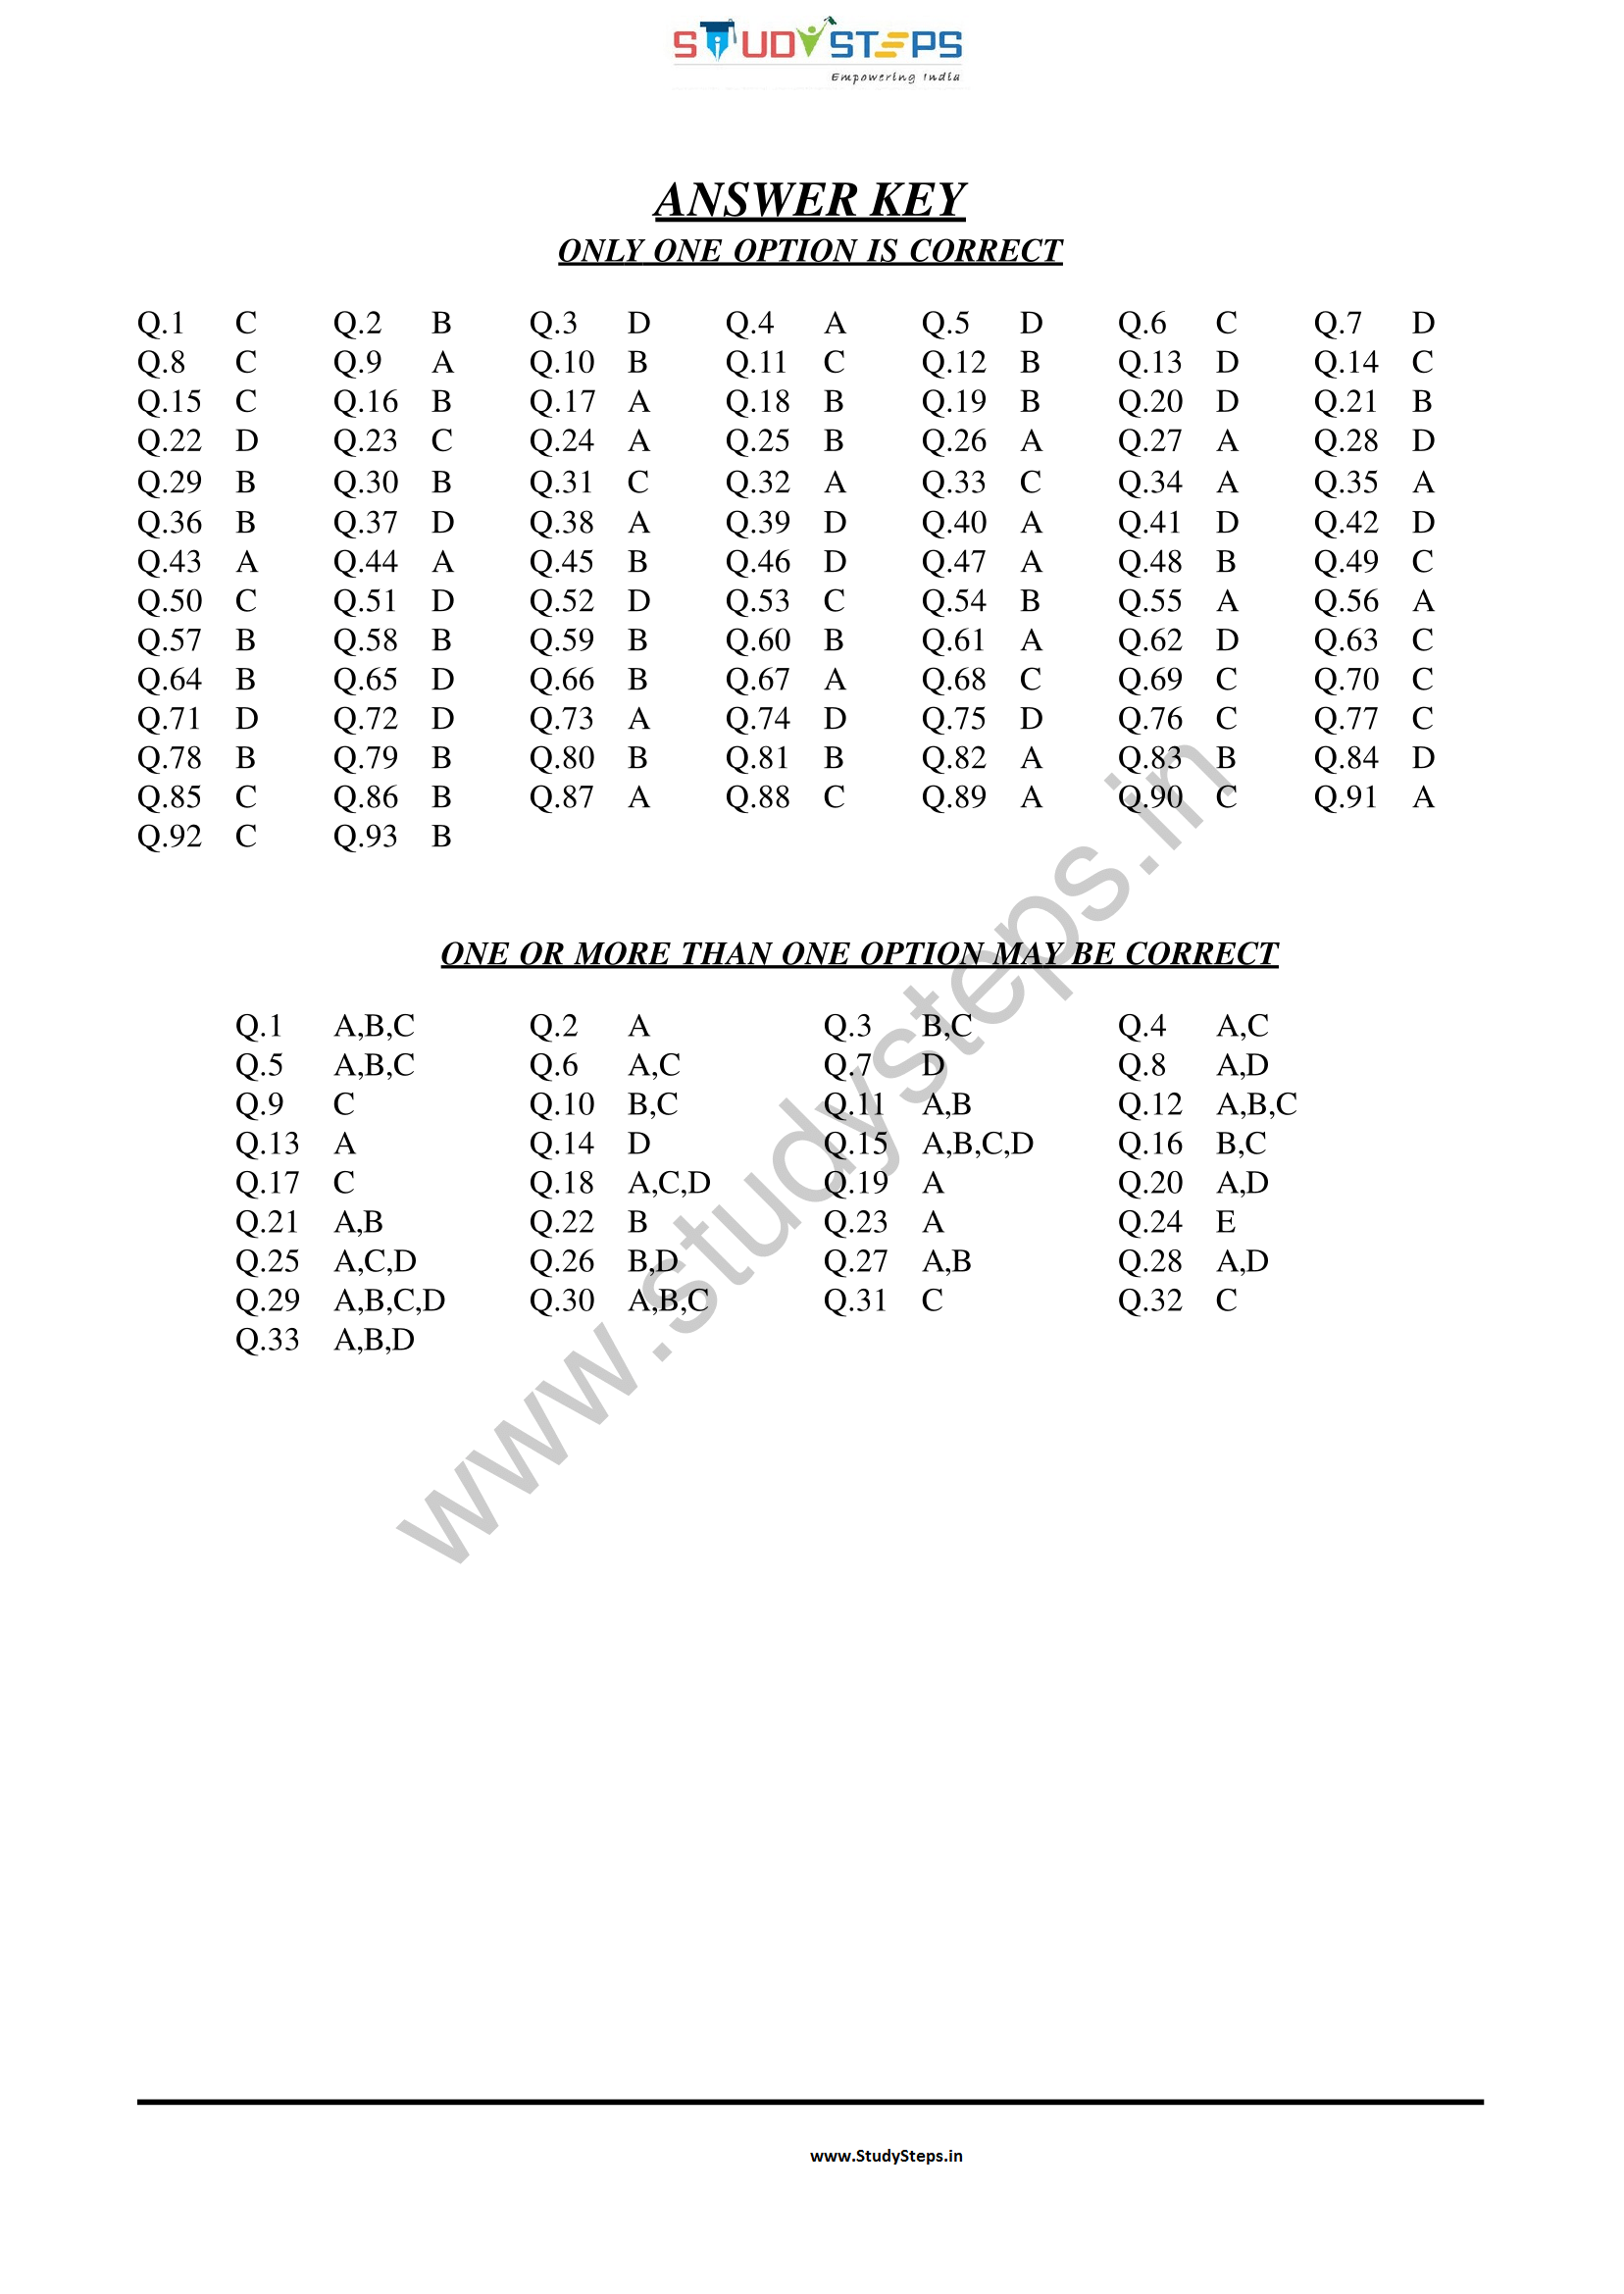 STUDYSTEPS
Empowering India
ANSWER KEY
ONLY ONE OPTION IS CORRECT
Q.1 C Q.2 B Q.3 D Q.4 A Q.5 D Q.6 C Q.7 D
Q.8 C Q.9 A Q.10 B Q.11 C Q.12 B Q.13 D Q.14 C
Q.15 C Q.16 B Q.17 A Q.18 B Q.19 B Q.20 D Q.21 B
Q.22 D Q.23 C Q.24 A Q.25 B Q.26 A Q.27 A Q.28 D
Q.29 B Q.30 B Q.31 C Q.32 A Q.33 C Q.34 A Q.35 A
Q.36 B Q.37 D Q.38 A Q.39 D Q.40 A Q.41 D Q.42 D
Q.43 A Q.44 A Q.45 B Q.46 D Q.47 A Q.48 B Q.49 C
Q.50 C Q.51 D Q.52 D Q.53 C Q.54 B Q.55 A Q.56 A
Q.57 B Q.58 B Q.59 B Q.60 B Q.61 A Q.62 D Q.63 C
Q.64 B Q.65 D Q.66 B Q.67 A Q.68 C Q.69 C Q.70 C
Q.71 D Q.72 D Q.73 A Q.74 D Q.75 D Q.76 C Q.77 C
Q.78 B Q.79 B Q.80 B Q.81 B Q.82 A Q.83 B Q.84 D
Q.85 C Q.86 B Q.87 A Q.88 C Q.89 A Q.90 C Q.91 A
Q.92 C Q.93 B
ONE OR MORE THAN ONE OPTION MAY BE CORRECT
Q.1 A,B,C Q.2 A Q.3 B,C Q.4 A,C
Q.5 A,B,C Q.6 A,C Q.7 D Q.8 A,D
Q.9 C Q.10 B,C Q.11 A,B Q.12 A,B,C
Q.13 A Q.14 D Q.15 A,B,C,D Q.16 B,C
Q.17 C Q.18 A,C,D Q.19 A Q.20 A,D
Q.21 A,B Q.22 B Q.23 A Q.24 E
Q.25 A,C,D Q.26 B,D Q.27 A,B Q.28 A,D
Q.29 A,B,C,D Q.30 A,B,C Q.31 C Q.32 C
Q.33 A,B,D
www.studysteps.in
www.StudySteps.in